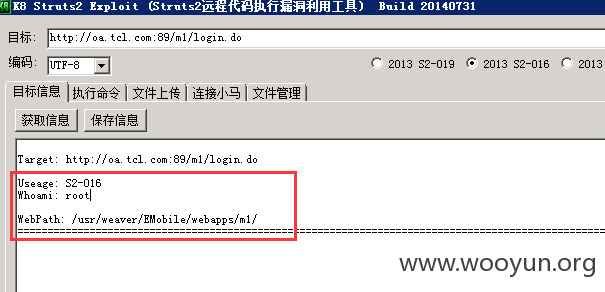 K8 Struts2 Exploit (Struts2远程代码执行漏洞利用工具) Build 20140731
目标: http://oa.tcl.com:89/m1/login.do
编码: UTF-8 2013 S2-019 2013 S2-016 2013
目标信息 执行命令 文件上传 连接小马 文件管理
获取信息 保存信息
Target: http://oa.tcl.com:89/m1/login.do
Useage: S2-016
Whoami: root
WebPath: /usr/weaver/EMobile/webapps/m1/
================================================================================
www.wooyun.org